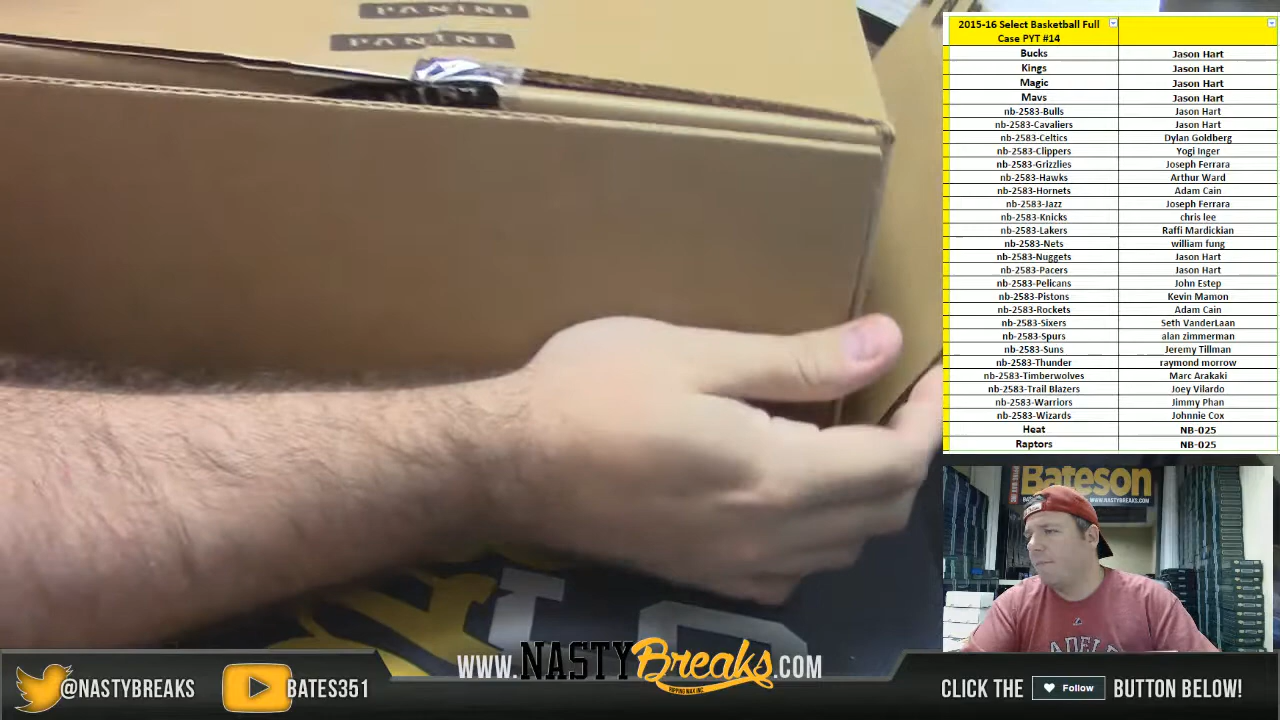 PANINI
PANINI
2015-16 Select Basketball Full
Case PYT #14
Bucks Jason Hart
Kings Jason Hart
Magic Jason Hart
Mavs Jason Hart
nb-2583-Bulls Jason Hart
nb-2583-Cavaliers Jason Hart
nb-2583-Celtics Dylan Goldberg
nb-2583-Clippers Yogi Inger
nb-2583-Grizzlies Joseph Ferrara
nb-2583-Hawks Arthur Ward
nb-2583-Hornets Adam Cain
nb-2583-Jazz Joseph Ferrara
nb-2583-Knicks chris lee
nb-2583-Lakers Raffi Mardickian
nb-2583-Nets william fung
nb-2583-Nuggets Jason Hart
nb-2583-Pacers Jason Hart
nb-2583-Pelicans John Estep
nb-2583-Pistons Kevin Mamon
nb-2583-Rockets Adam Cain
nb-2583-Sixers Seth VanderLaan
nb-2583-Spurs alan zimmerman
nb-2583-Suns Jeremy Tillman
nb-2583-Thunder raymond morrow
nb-2583-Timberwolves Marc Arakaki
nb-2583-Trail Blazers Joey Vilardo
nb-2583-Warriors Jimmy Phan
nb-2583-Wizards Johnnie Cox
Heat NB-025
Raptors NB-025
Bateson
WWW.NASTYBREAKS.COM
WWW.NASTYBreaks.COM
RIPPING WAX INC.
@NASTYBREAKS
BATES351
CLICK THE Follow BUTTON BELOW!